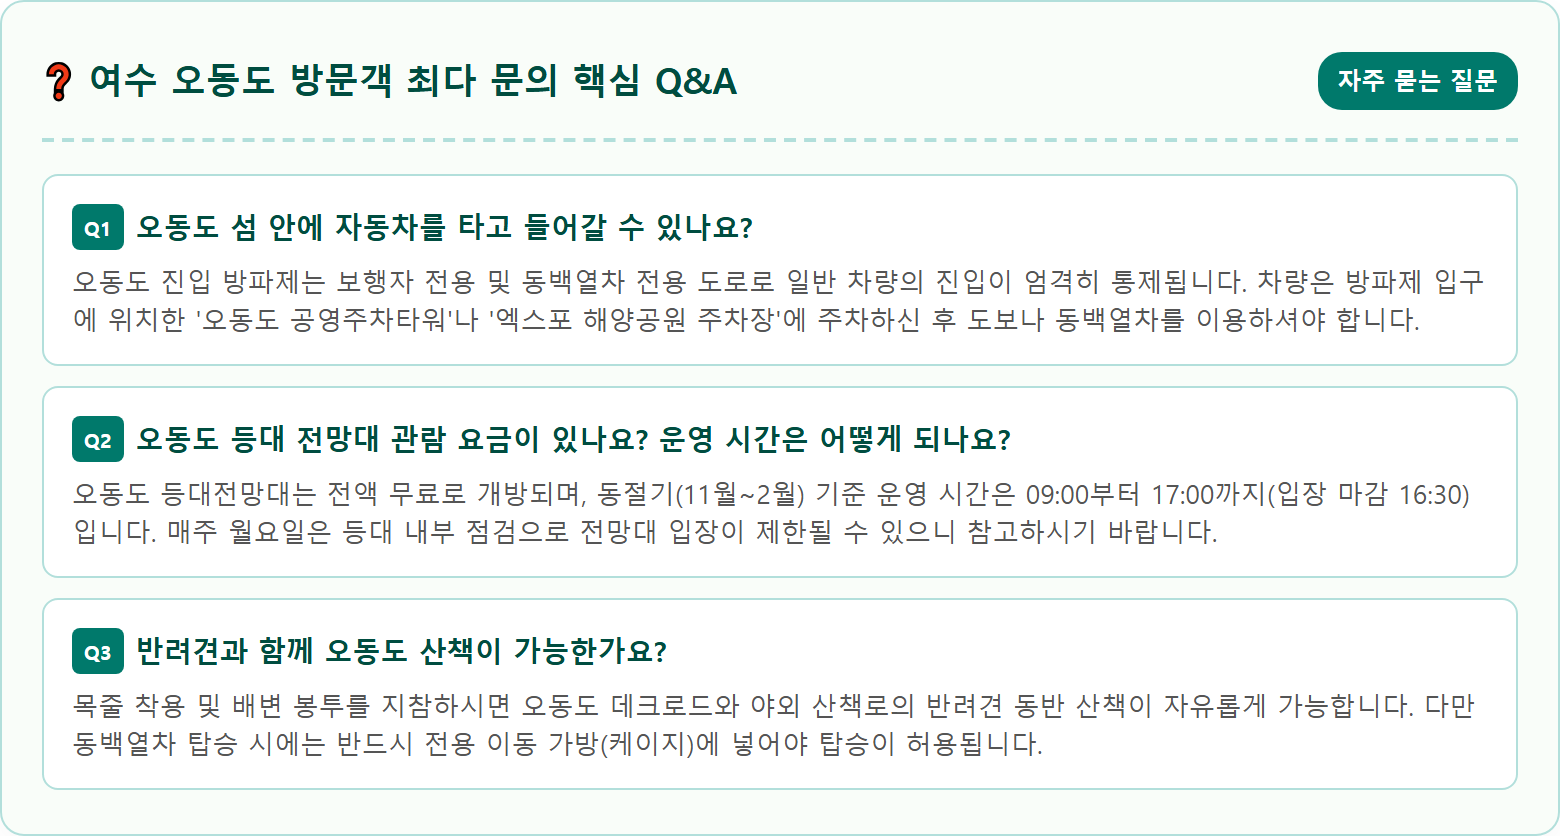 ❓ 여수 오동도 방문객 최다 문의 핵심 Q&A
자주 묻는 질문
Q1 오동도 섬 안에 자동차를 타고 들어갈 수 있나요?
오동도 진입 방파제는 보행자 전용 및 동백열차 전용 도로로 일반 차량의 진입이 엄격히 통제됩니다. 차량은 방파제 입구
에 위치한 '오동도 공영주차타워'나 '엑스포 해양공원 주차장'에 주차하신 후 도보나 동백열차를 이용하셔야 합니다.
Q2 오동도 등대 전망대 관람 요금이 있나요? 운영 시간은 어떻게 되나요?
오동도 등대전망대는 전액 무료로 개방되며, 동절기(11월~2월) 기준 운영 시간은 09:00부터 17:00까지(입장 마감 16:30)
입니다. 매주 월요일은 등대 내부 점검으로 전망대 입장이 제한될 수 있으니 참고하시기 바랍니다.
Q3 반려견과 함께 오동도 산책이 가능한가요?
목줄 착용 및 배변 봉투를 지참하시면 오동도 데크로드와 야외 산책로의 반려견 동반 산책이 자유롭게 가능합니다. 다만
동백열차 탑승 시에는 반드시 전용 이동 가방(케이지)에 넣어야 탑승이 허용됩니다.